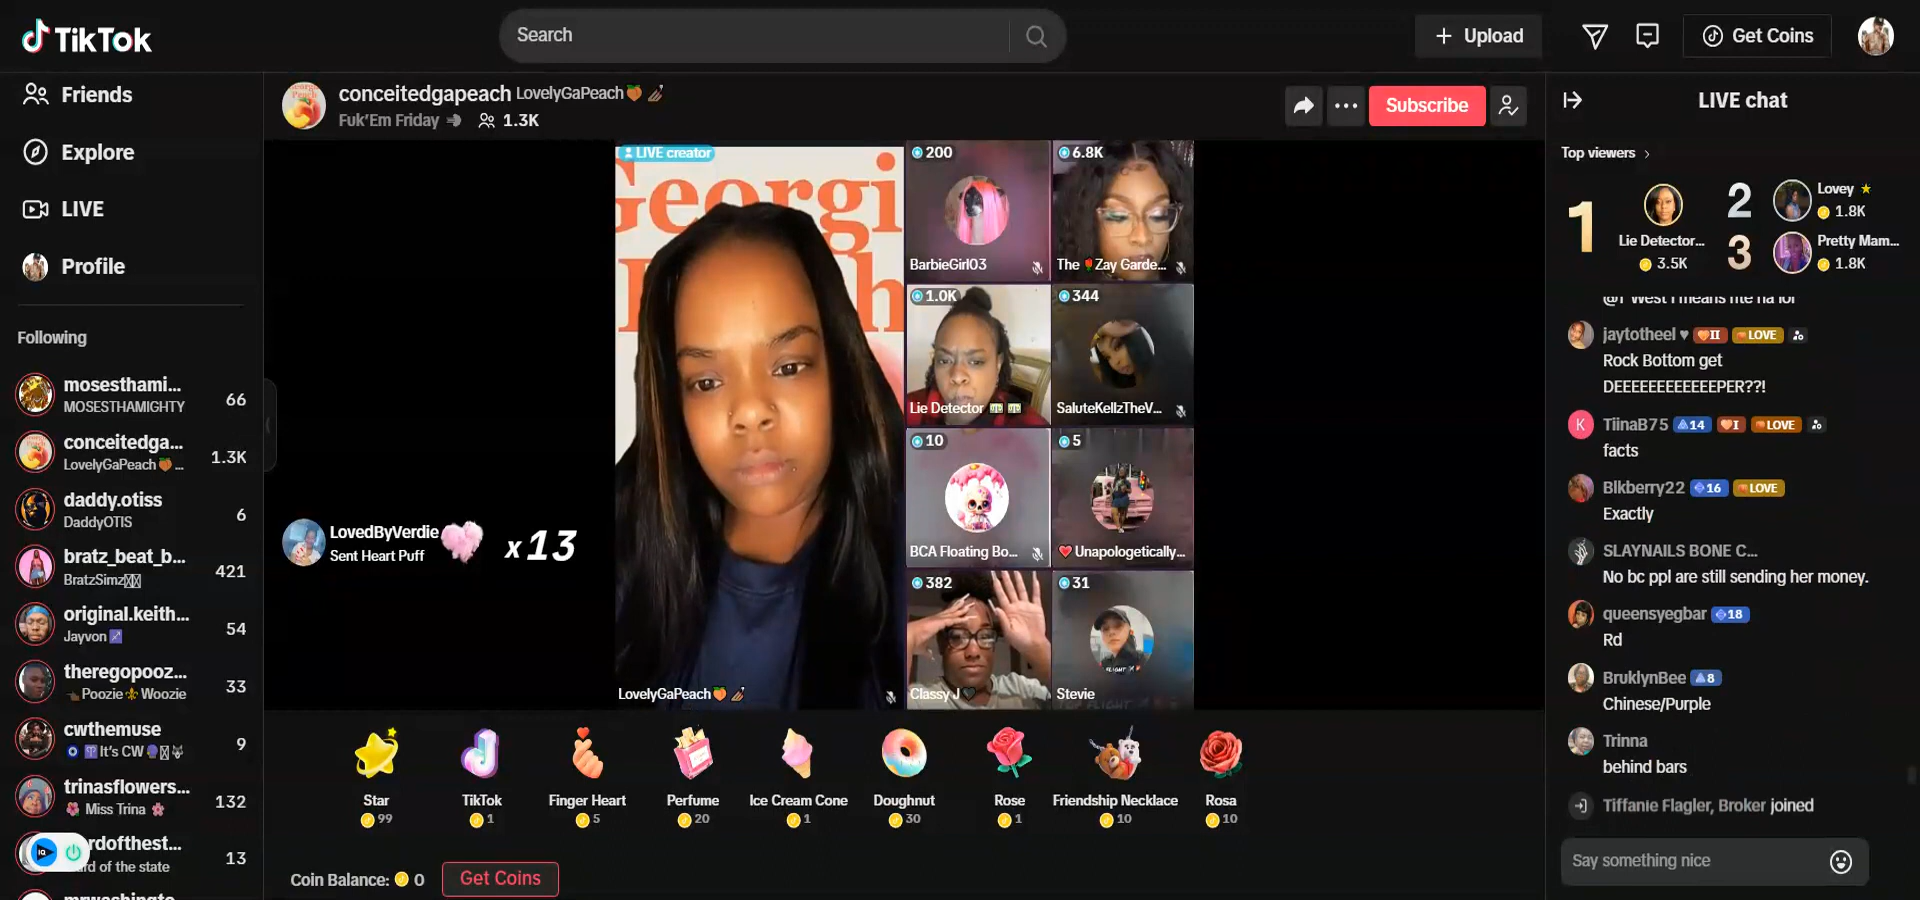 TikTok
Search
Upload
Get Coins
Friends
Explore
LIVE
Profile
Following
mosesthami...
MOSESTHAMIGHTY
66
conceitedga...
LovelyGaPeach🍑...
1.3K
daddy.otiss
DaddyOTIS
6
bratz_beat_b...
BratzSimz
421
original.keith...
Jayvon
54
theregopooz...
Poozie⚜Woozie
33
cwthemuse
It's CW
9
trinasflowers...
🌸 Miss Trina 🌸
132
rdofthest...
rd of the state
13
conceitedgapeach LovelyGaPeach🍑💅🏾
Fuk'Em Friday 💨 1.3K
Subscribe
LIVE creator
Georgi
LovedByVerdie
Sent Heart Puff
x13
LovelyGaPeach🍑💅🏾
200
BarbieGirl03
6.8K
The 🌹Zay Garde...
1.0K
Lie Detector
344
SaluteKellzTheV...
10
BCA Floating Bo...
5
❤️ Unapologetically...
382
Classy J🖤
31
Stevie
Star
99
TikTok
1
Finger Heart
5
Perfume
20
Ice Cream Cone
1
Doughnut
30
Rose
1
Friendship Necklace
10
Rosa
10
Coin Balance: 0
Get Coins
LIVE chat
Top viewers >
1
Lie Detector...
3.5K
2
Lovey ⭐
1.8K
3
Pretty Mam...
1.8K
jaytotheel ♥ II LOVE
Rock Bottom get
DEEEEEEEEEEEPER??!
TiinaB75 14 I LOVE
facts
Blkberry22 16 LOVE
Exactly
SLAYNAILS BONE C...
No bc ppl are still sending her money.
queensyegbar 18
Rd
BruklynBee 8
Chinese/Purple
Trinna
behind bars
Tiffanie Flagler, Broker joined
Say something nice